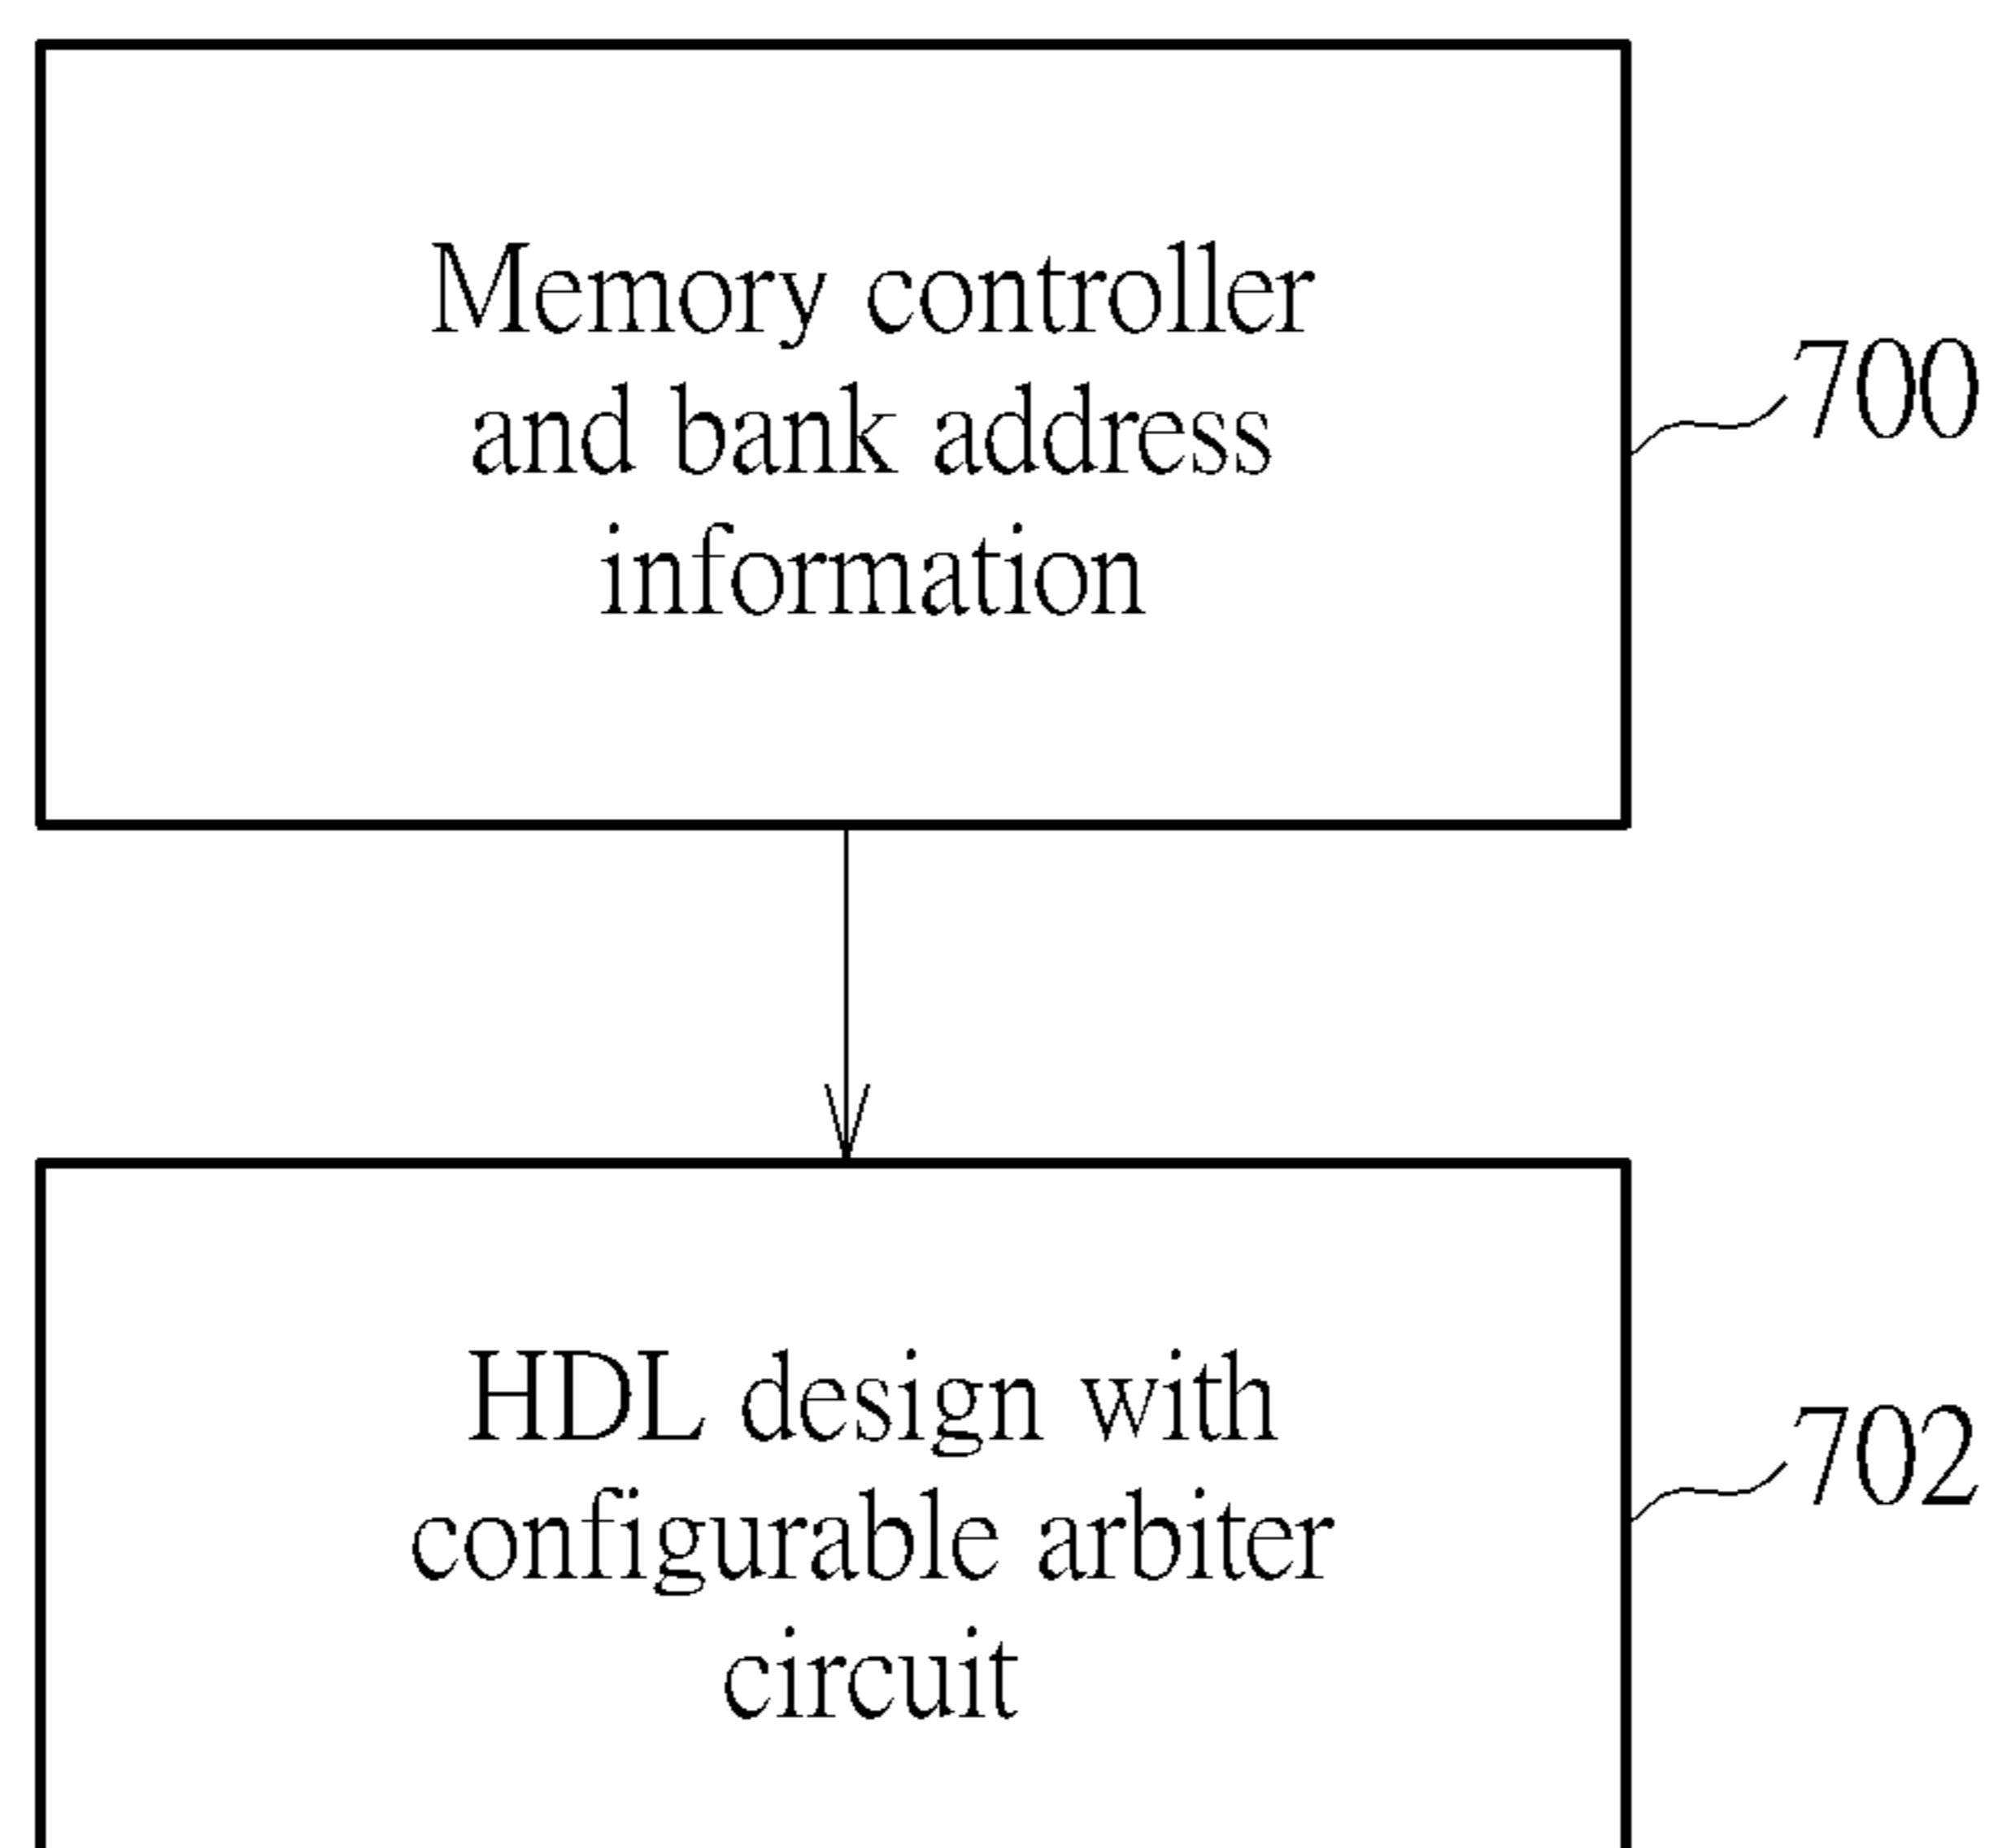 Memory controller
and bank address
information
700
HDL design with
configurable arbiter
circuit
702